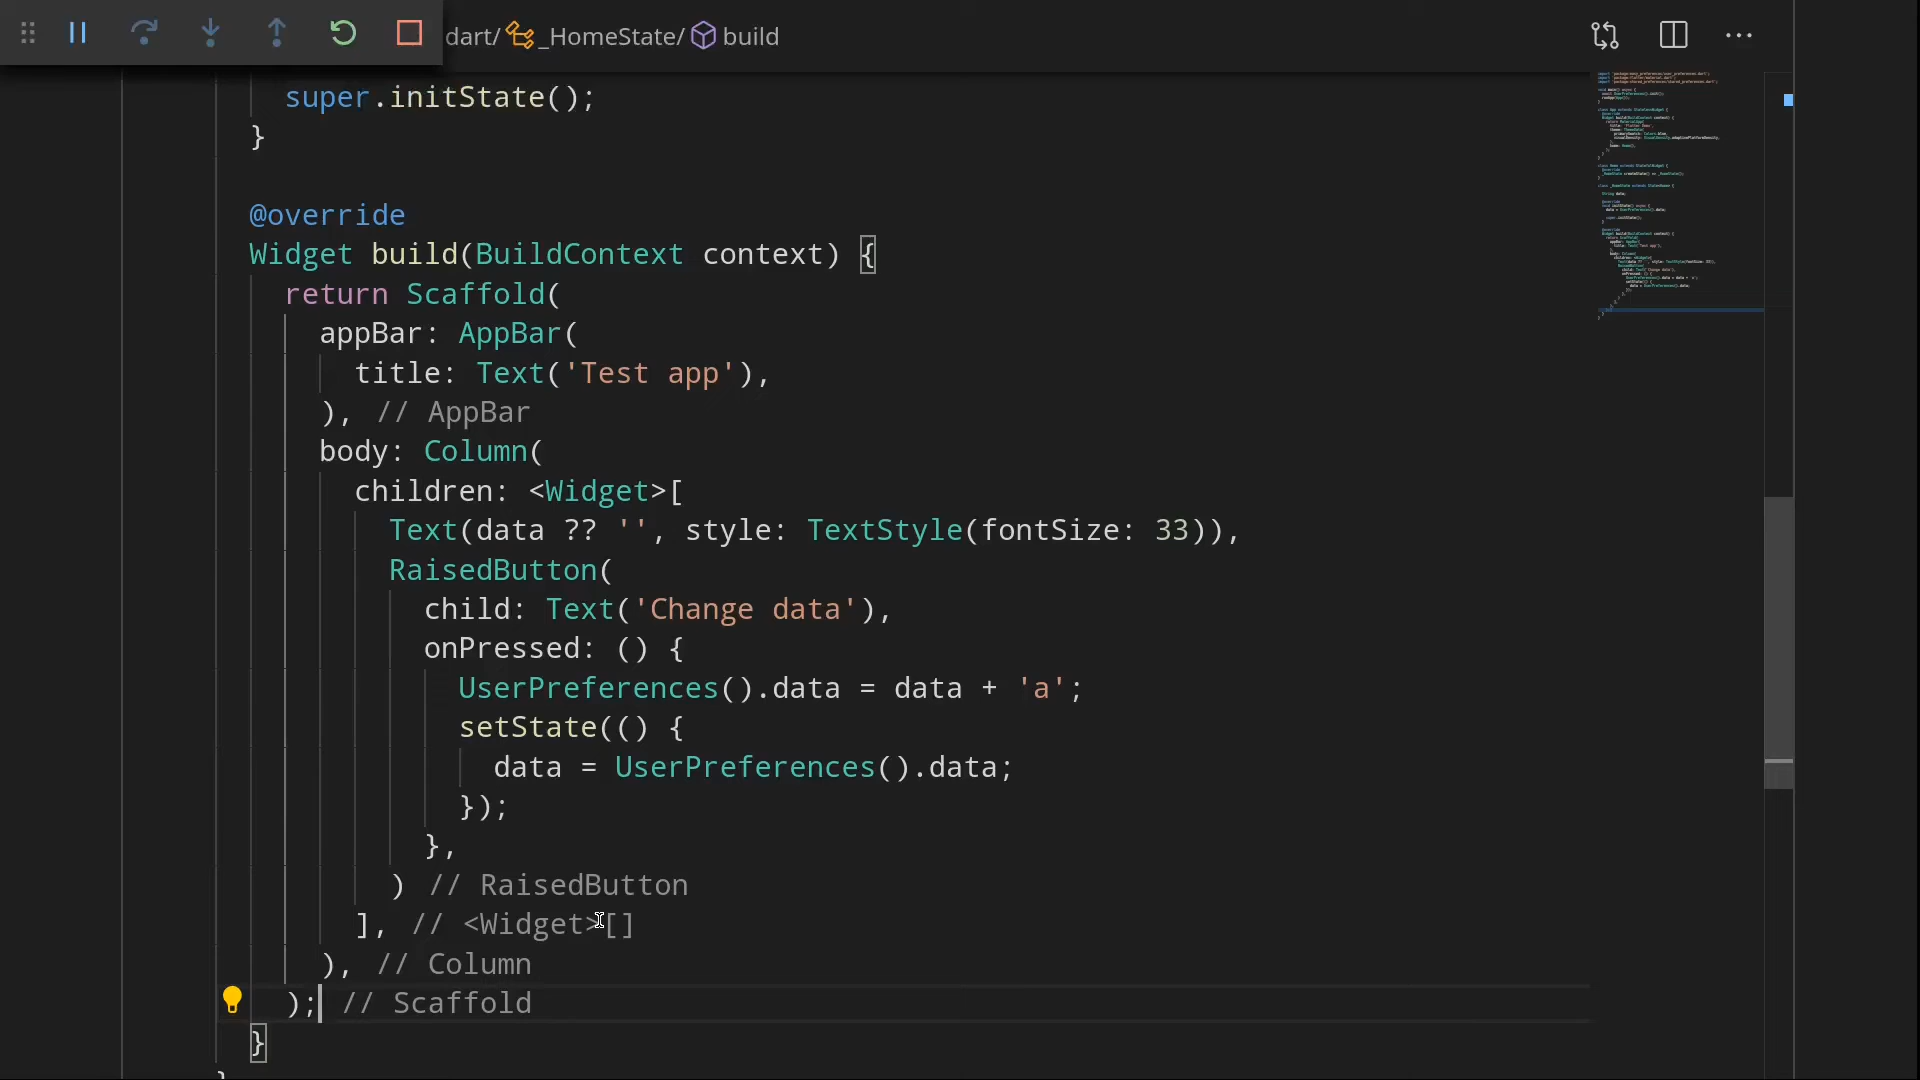 dart/ _HomeState/ build
super.initState();
}
@override
Widget build(BuildContext context) {
return Scaffold(
appBar: AppBar(
title: Text('Test app'),
), // AppBar
body: Column(
children: <Widget>[
Text(data ?? '', style: TextStyle(fontSize: 33)),
RaisedButton(
child: Text('Change data'),
onPressed: () {
UserPreferences().data = data + 'a';
setState(() {
data = UserPreferences().data;
});
},
) // RaisedButton
], // <Widget>[]
), // Column
); // Scaffold
}